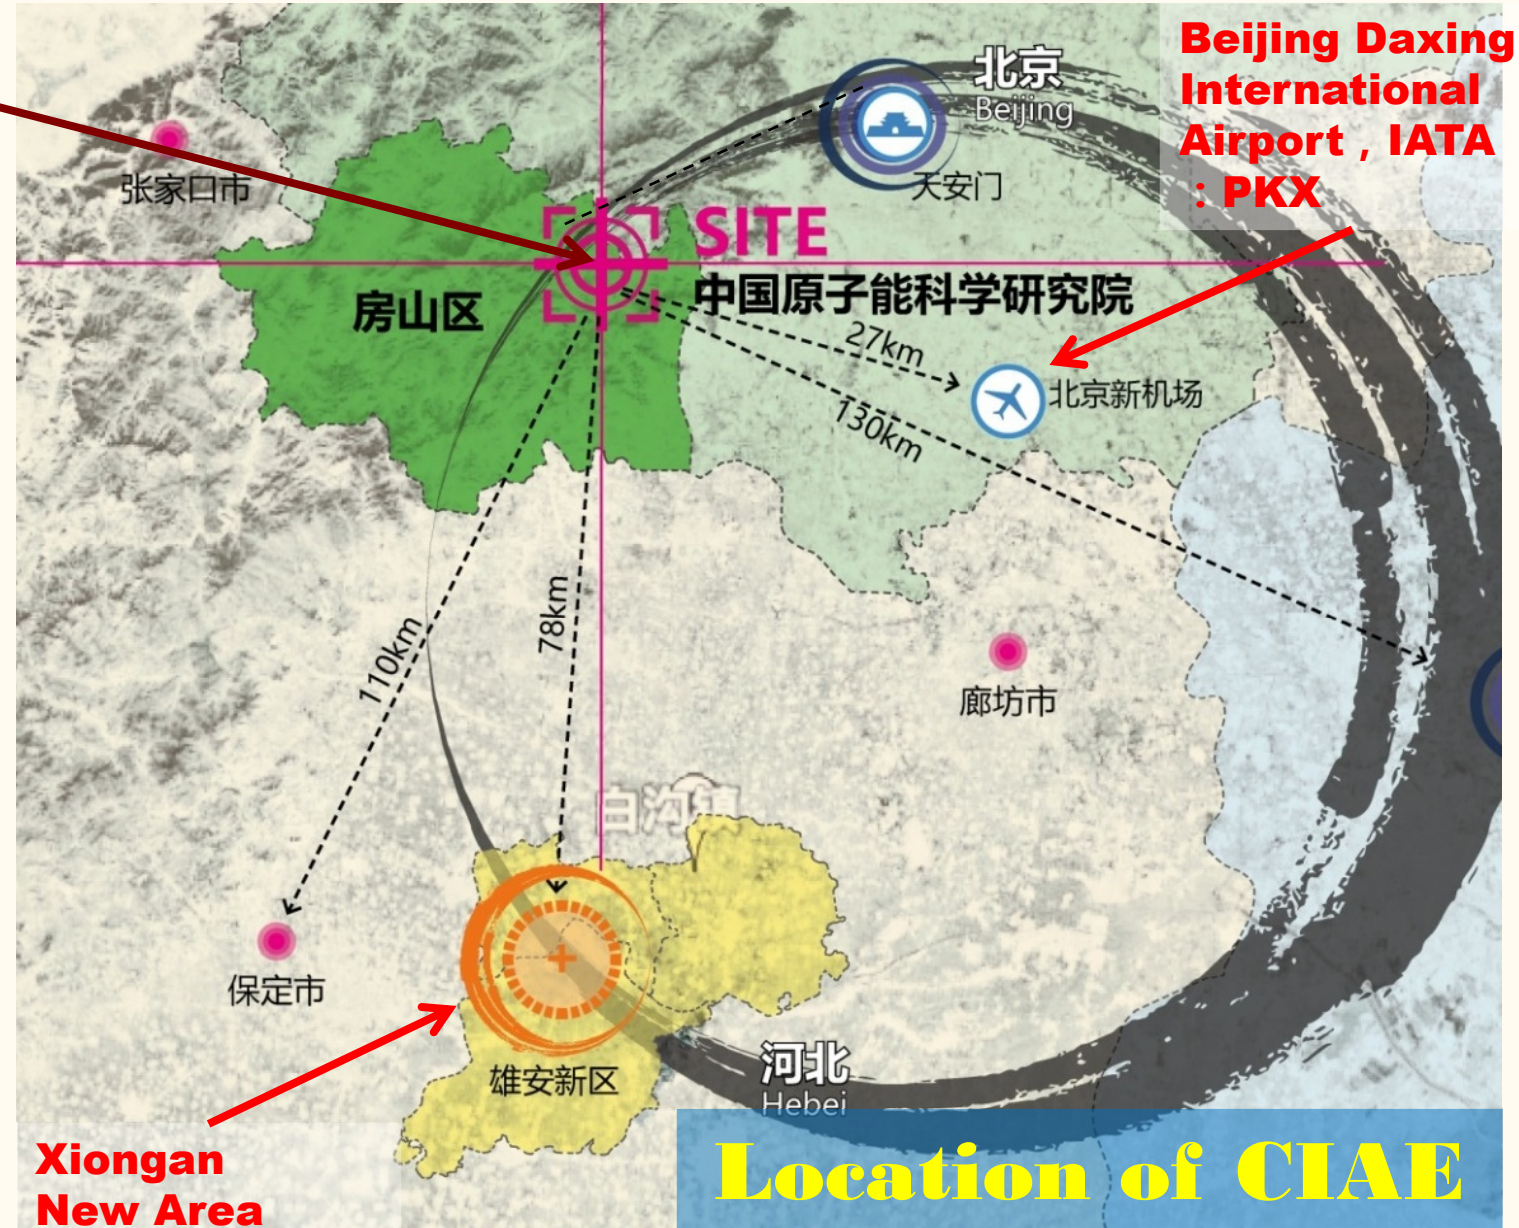 Beijing Daxing
International
Airport , IATA
: PKX
北京
Beijing
天安门
张家口市
SITE
中国原子能科学研究院
房山区
27km
北京新机场
130km
78km
110km
廊坊市
白沟镇
保定市
雄安新区
河北
Hebei
Xiongan
New Area
Location of CIAE